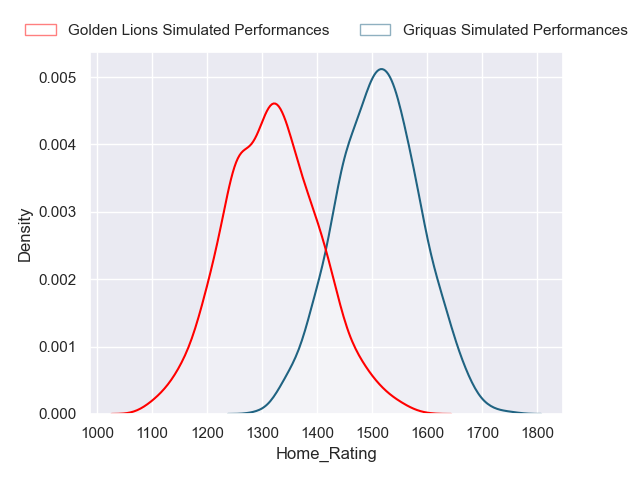 Golden Lions Simulated Performances Griquas Simulated Performances
0.005
0.004
0.003
0.002
0.001
0.000
Density
1000 1100 1200 1300 1400 1500 1600 1700 1800
Home_Rating